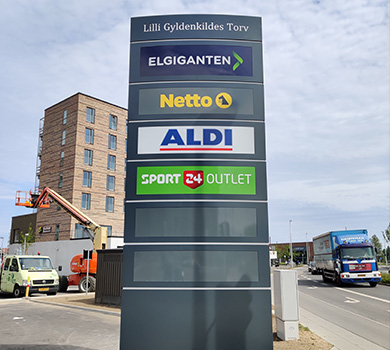 Lilli Gyldenkildes Torv
ELGIGANTEN
Netto
ALDI
SPORT 24 OUTLET